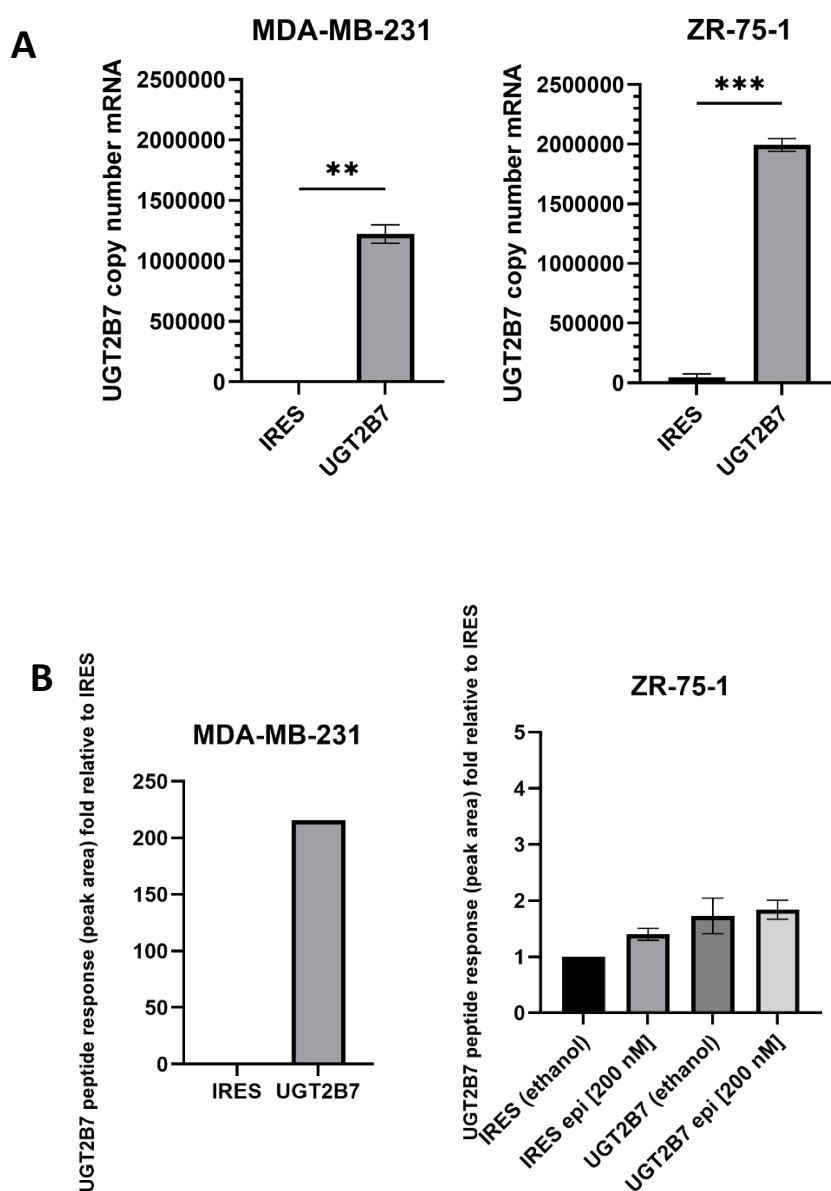 A
MDA-MB-231
UGT2B7 copy number mRNA
2500000
2000000
1500000
1000000
500000
0
**
IRES
UGT2B7
ZR-75-1
UGT2B7 copy number mRNA
2500000
2000000
1500000
1000000
500000
0
***
IRES
UGT2B7
B
MDA-MB-231
UGT2B7 peptide response (peak area) fold relative to IRES
250
200
150
100
50
0
IRES
UGT2B7
ZR-75-1
UGT2B7 peptide response (peak area) fold relative to IRES
5
4
3
2
1
0
IRES (ethanol)
IRES epi [200 nM]
UGT2B7 (ethanol)
UGT2B7 epi [200 nM]